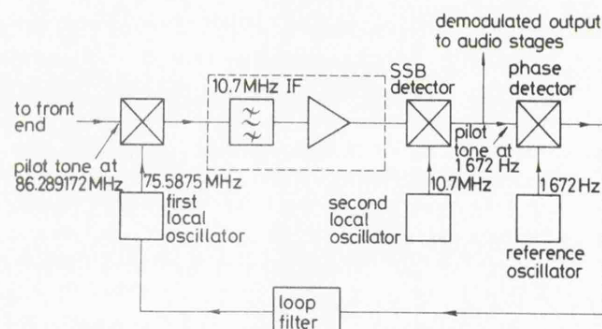 demodulated output
to audio stages
SSB
detector
phase
detector
10.7MHz IF
to front
end
pilot
tone at
1672 Hz
pilot tone at
86.289172 MHz
75.5875 MHz
first
local
oscillator
10.7MHz
second
local
oscillator
1672Hz
reference
oscillator
loop
filter